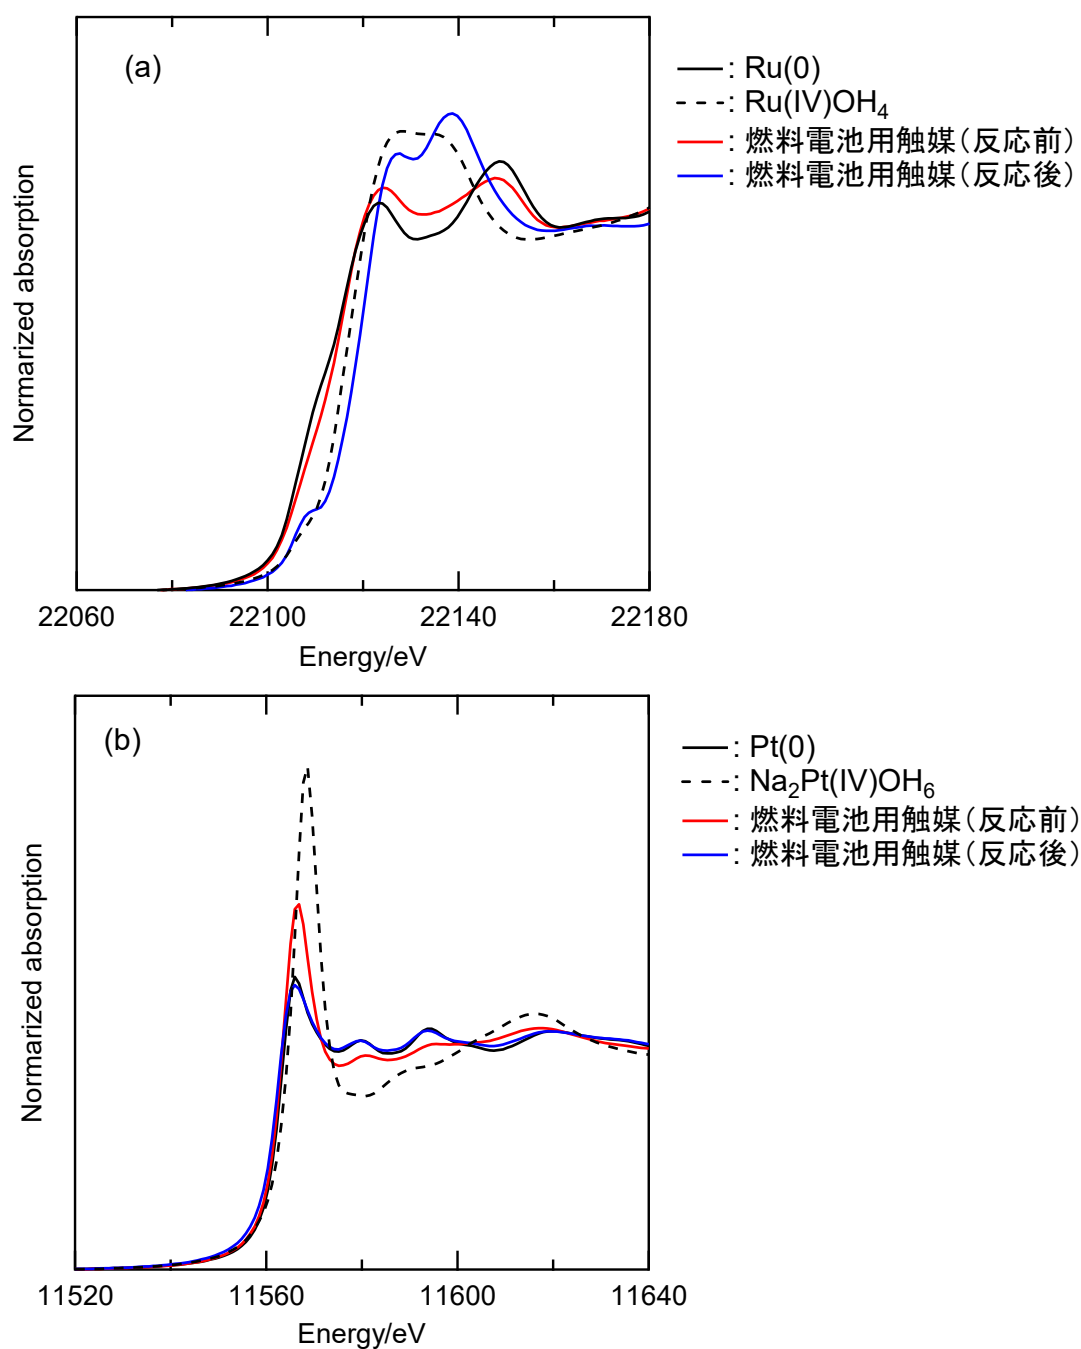 (a)
: Ru(0)
: Ru(IV)OH4
: 燃料電池用触媒(反応前)
: 燃料電池用触媒(反応後)
Normarized absorption
22060 22100 22140 22180
Energy/eV
(b)
: Pt(0)
: Na2Pt(IV)OH6
: 燃料電池用触媒(反応前)
: 燃料電池用触媒(反応後)
Normarized absorption
11520 11560 11600 11640
Energy/eV